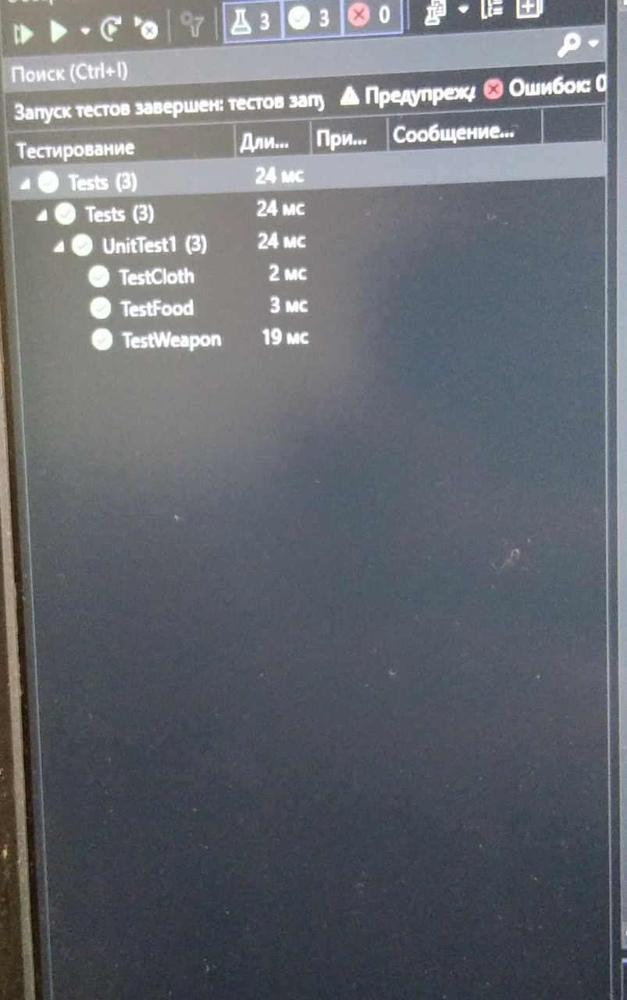 3 3 0
Поиск (Ctrl+I)
Запуск тестов завершен: тестов зап Предупреж Ошибок: 0
Тестирование Дли... При... Сообщение...
Tests (3) 24 мс
Tests (3) 24 мс
UnitTest1 (3) 24 мс
TestCloth 2 мс
TestFood 3 мс
TestWeapon 19 мс